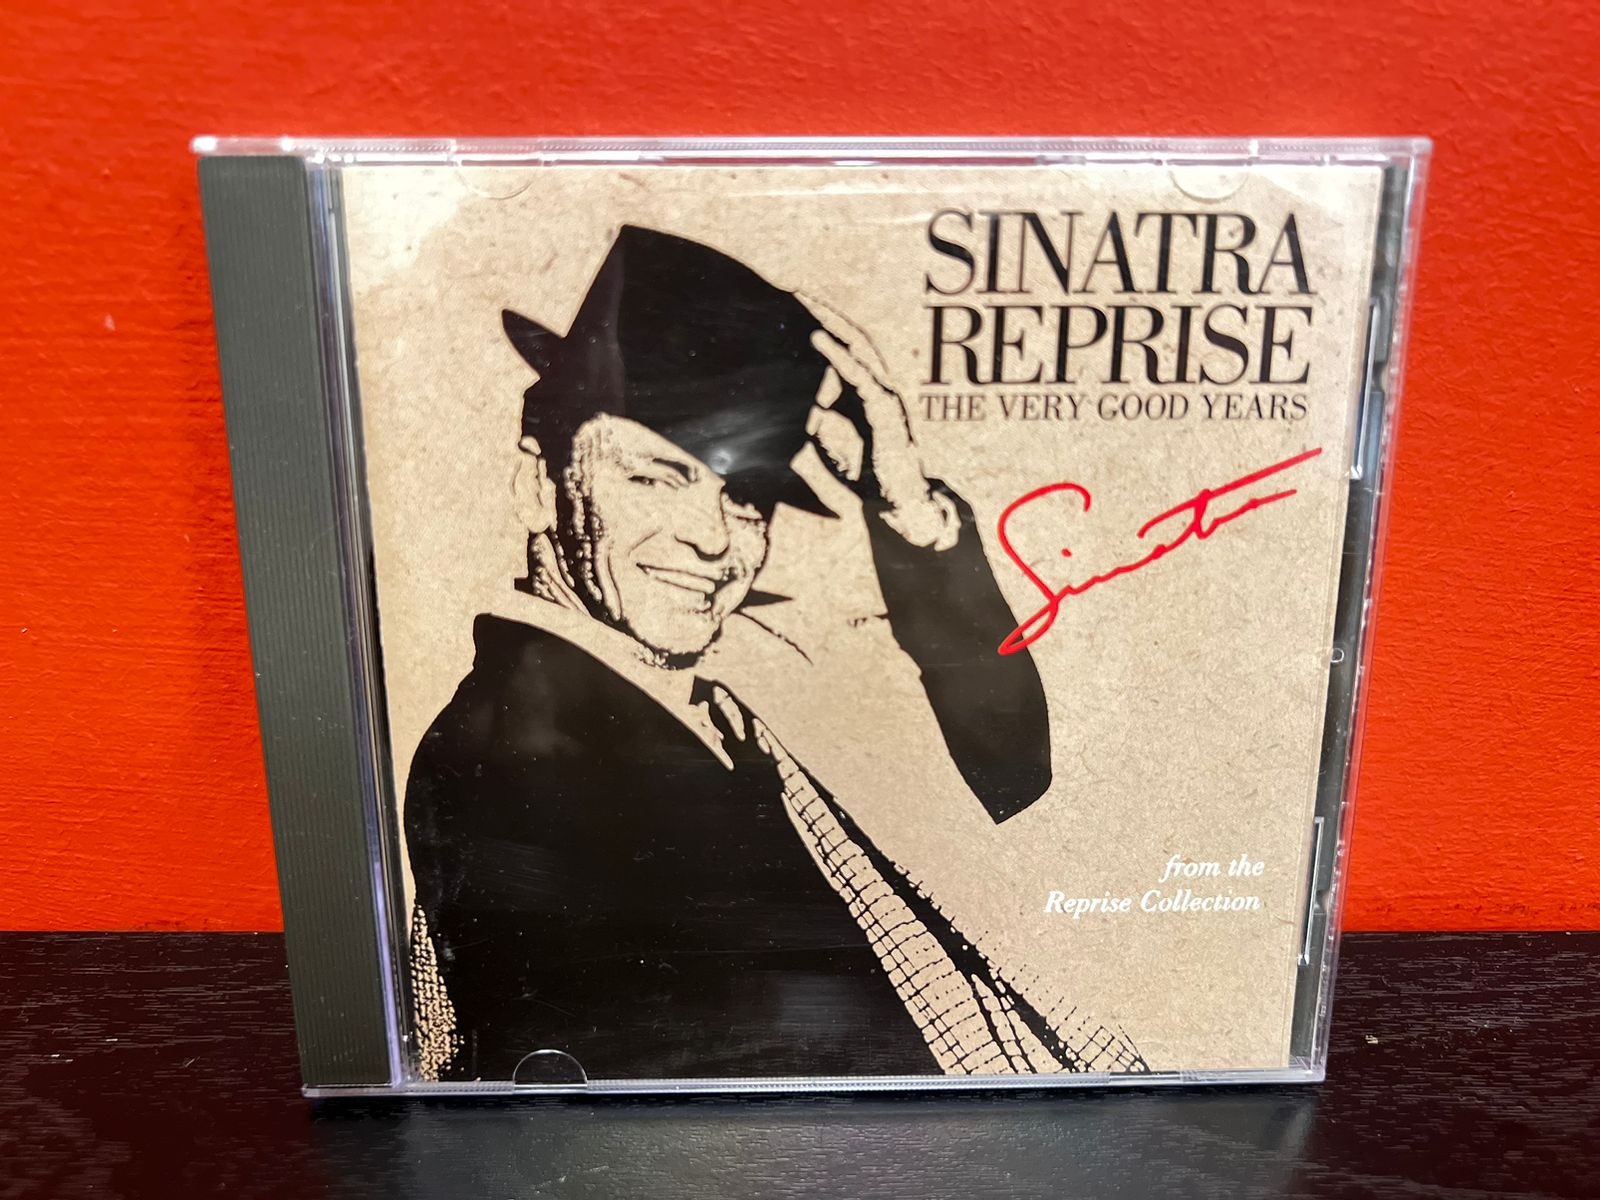 SINATRA
REPRISE
THE VERY GOOD YEARS
Sinatra
from the
Reprise Collection